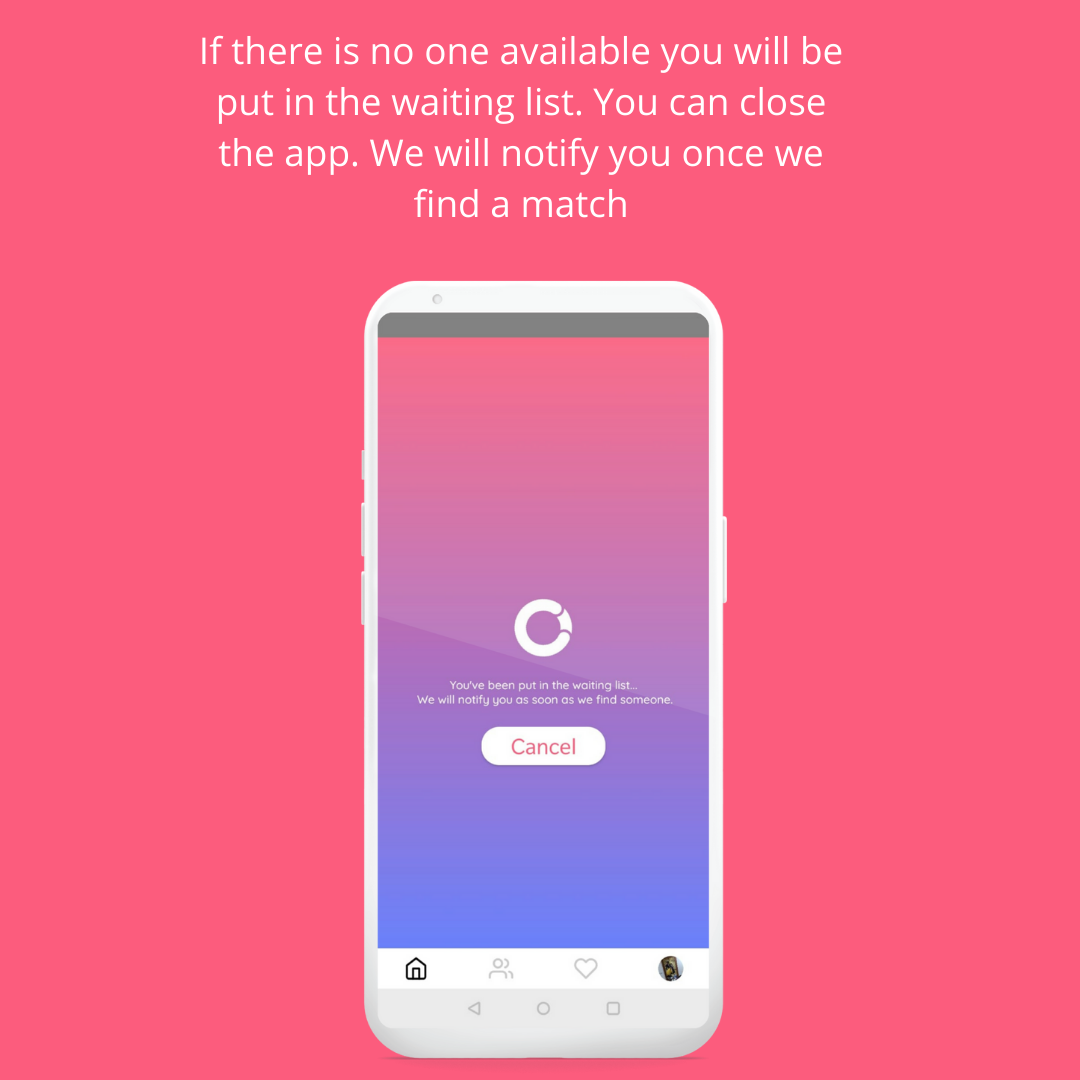 If there is no one available you will be
put in the waiting list. You can close
the app. We will notify you once we
find a match
You've been put in the waiting list...
We will notify you as soon as we find someone.
Cancel